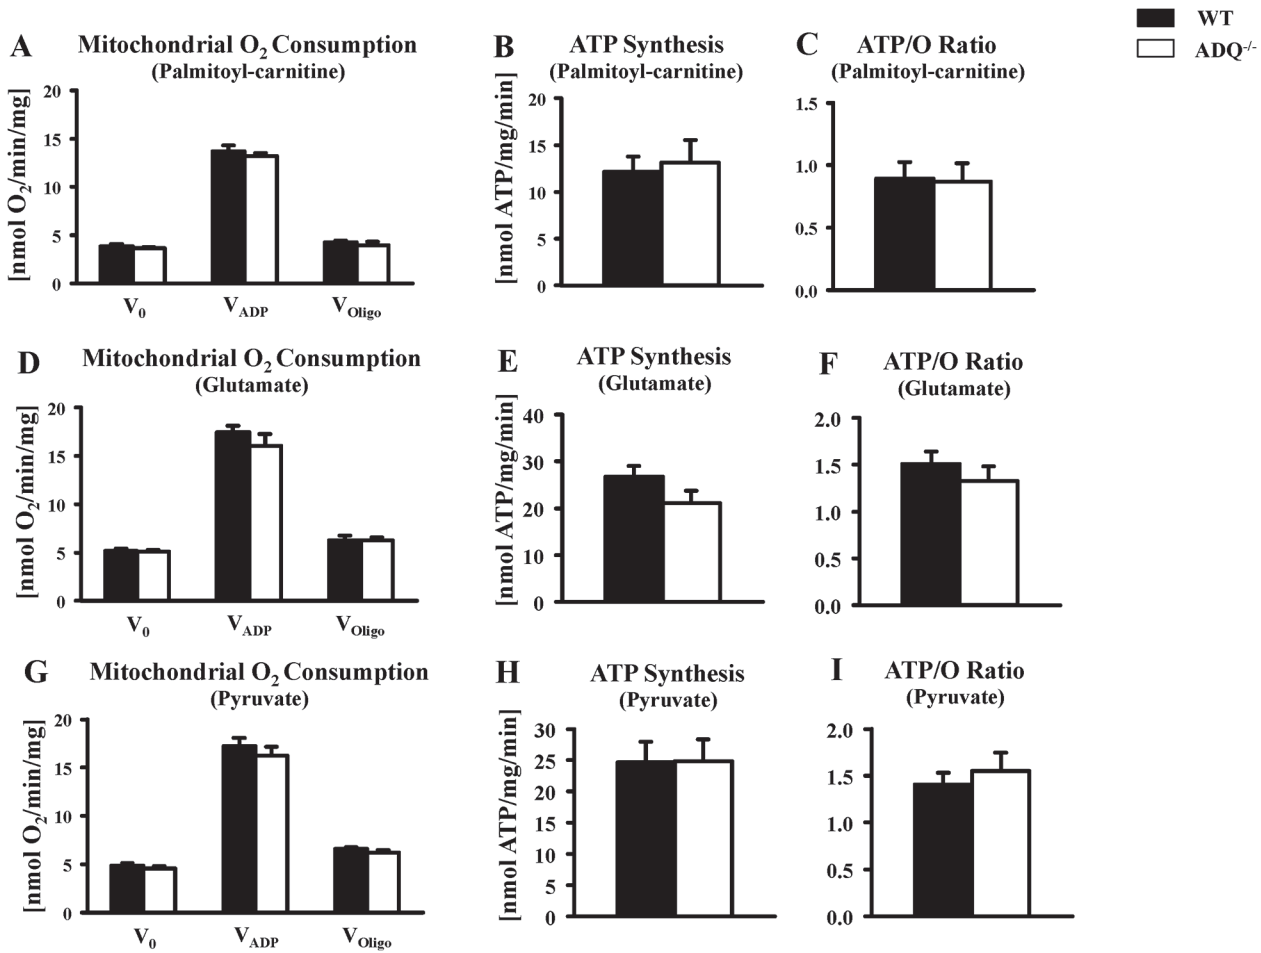 WT
ADQ-/-
A
Mitochondrial O2 Consumption
(Palmitoyl-carnitine)
[nmol O2/min/mg]
20
15
10
5
0
V0
VADP
VOligo
B
ATP Synthesis
(Palmitoyl-carnitine)
[nmol ATP/mg/min]
20
15
10
5
0
C
ATP/O Ratio
(Palmitoyl-carnitine)
1.5
1.0
0.5
0.0
D
Mitochondrial O2 Consumption
(Glutamate)
[nmol O2/min/mg]
20
15
10
5
0
V0
VADP
VOligo
E
ATP Synthesis
(Glutamate)
[nmol ATP/mg/min]
40
30
20
10
0
F
ATP/O Ratio
(Glutamate)
2.0
1.5
1.0
0.5
0.0
G
Mitochondrial O2 Consumption
(Pyruvate)
[nmol O2/min/mg]
20
15
10
5
0
V0
VADP
VOligo
H
ATP Synthesis
(Pyruvate)
[nmol ATP/mg/min]
30
25
20
15
10
5
0
I
ATP/O Ratio
(Pyruvate)
2.0
1.5
1.0
0.5
0.0